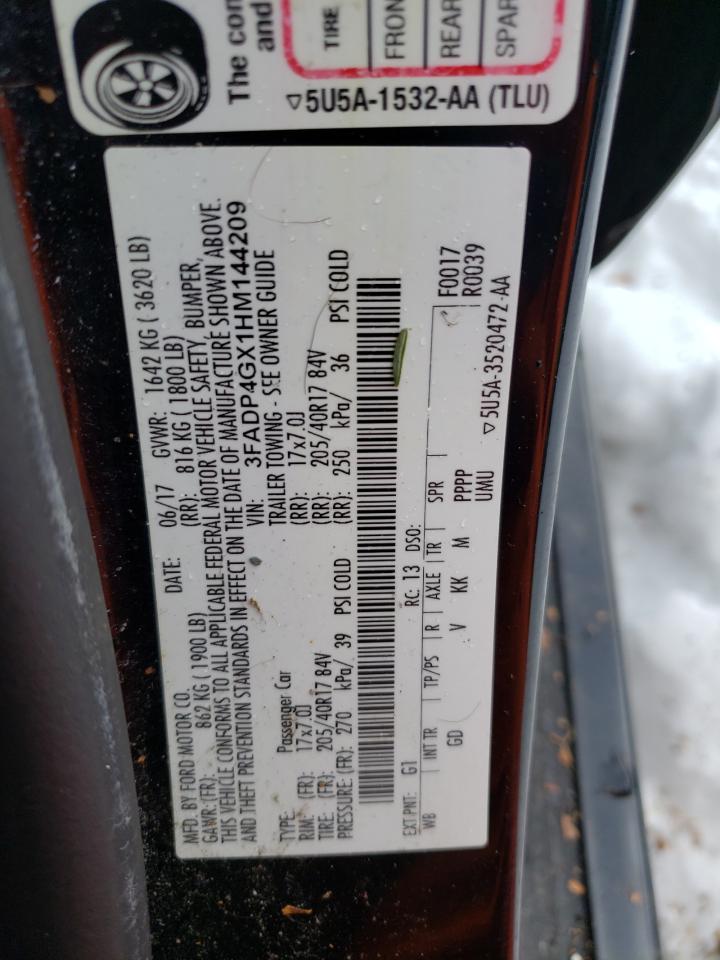 The con
and
TIRE
FRON
REAR
SPAR
▽5U5A-1532-AA (TLU)
MFD. BY FORD MOTOR CO.
DATE: 06/17 GVWR: 1642 KG ( 3620 LB)
GAWR: (FR): 862 KG ( 1900 LB) (RR): 816 KG ( 1800 LB)
THIS VEHICLE CONFORMS TO ALL APPLICABLE FEDERAL MOTOR VEHICLE SAFETY, BUMPER,
AND THEFT PREVENTION STANDARDS IN EFFECT ON THE DATE OF MANUFACTURE SHOWN ABOVE.
VIN: 3FADP4GX1HM144209
TYPE: Passenger Car TRAILER TOWING - SEE OWNER GUIDE
RIM: (FR): 17x7.0J (RR): 17x7.0J
TIRE: (FR): 205/40R17 84V (RR): 205/40R17 84V
PRESSURE: (FR): 270 kPa/ 39 PSI COLD (RR): 250 kPa/ 36 PSI COLD
EXT PNT: G1 RC: 13 DSO: F0017
WB INT TR TP/PS R AXLE TR SPR R0039
GD V KK M PPPP
UMU
▽5U5A-3520472-AA